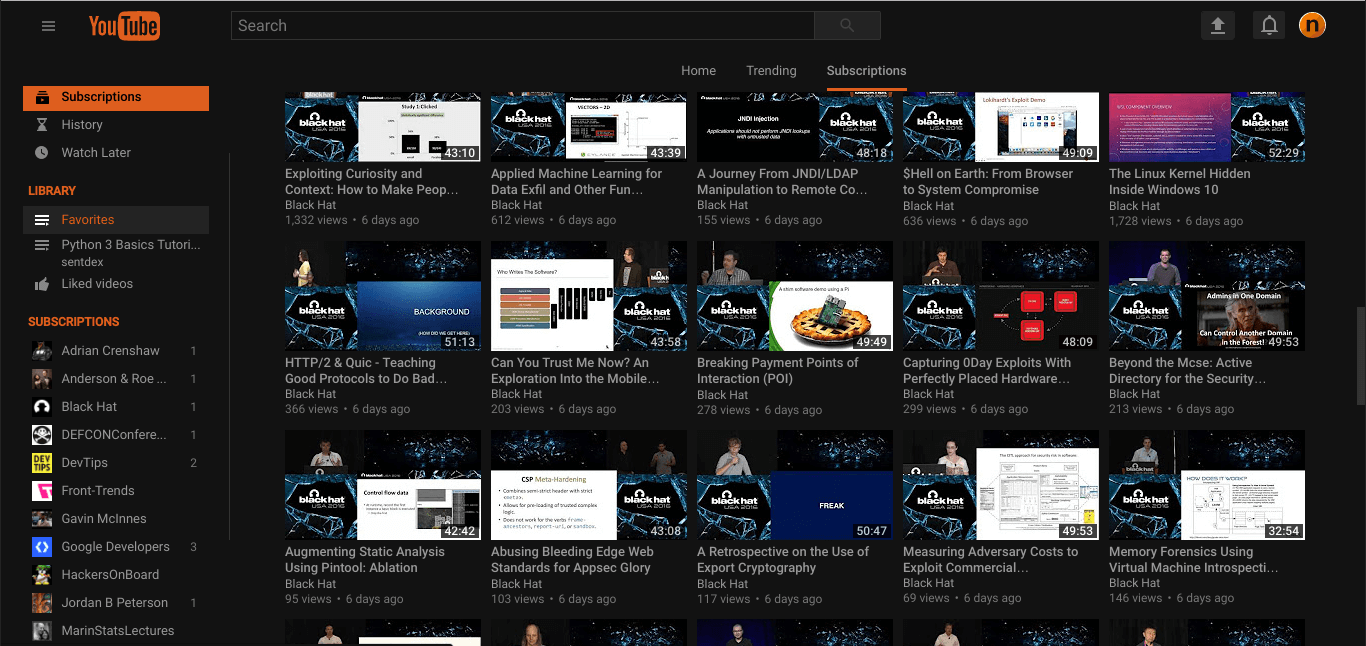 YouTube
Search
n
Home
Trending
Subscriptions
Subscriptions
History
Watch Later
LIBRARY
Favorites
Python 3 Basics Tutori...
sentdex
Liked videos
SUBSCRIPTIONS
Adrian Crenshaw 1
Anderson & Roe ... 1
Black Hat 1
DEFCONConfere... 1
DEV TIPS
DevTips 2
Front-Trends
Gavin McInnes
Google Developers 3
HackersOnBoard
Jordan B Peterson 1
MarinStatsLectures
Study 1:Clicked
black hat
USA 2016
43:10
Exploiting Curiosity and
Context: How to Make Peop...
Black Hat
1,332 views • 6 days ago
VECTORS – 2D
black hat
USA 2016
43:39
Applied Machine Learning for
Data Exfil and Other Fun...
Black Hat
612 views • 6 days ago
JNDI Injection
Applications should not perform JNDI lookups
with untrusted data
black hat
USA 2016
48:18
A Journey From JNDI/LDAP
Manipulation to Remote Co...
Black Hat
155 views • 6 days ago
Lokihardt's Exploit Demo
black hat
USA 2016
49:09
$Hell on Earth: From Browser
to System Compromise
Black Hat
636 views • 6 days ago
WSL COMPONENT OVERVIEW
black hat
USA 2016
52:29
The Linux Kernel Hidden
Inside Windows 10
Black Hat
1,728 views • 6 days ago
black hat
USA 2016
BACKGROUND
(HOW DID WE GET HERE)
51:13
HTTP/2 & Quic - Teaching
Good Protocols to Do Bad...
Black Hat
366 views • 6 days ago
Who Writes The Software?
black hat
USA 2016
43:58
Can You Trust Me Now? An
Exploration Into the Mobile...
Black Hat
203 views • 6 days ago
A shim software demo using a Pi
black hat
USA 2016
49:49
Breaking Payment Points of
Interaction (POI)
Black Hat
278 views • 6 days ago
black hat
USA 2016
48:09
Capturing 0Day Exploits With
Perfectly Placed Hardware...
Black Hat
299 views • 6 days ago
black hat
USA 2016
Admins in One Domain
Can Control Another Domain
in the Forest!
49:53
Beyond the Mcse: Active
Directory for the Security...
Black Hat
213 views • 6 days ago
black hat
USA 2016
Control flow data
42:42
Augmenting Static Analysis
Using Pintool: Ablation
Black Hat
95 views • 6 days ago
CSP Meta-Hardening
• Combines semi-strict header with strict
<meta>.
• Allows for pre-loading of trusted complex
logic.
• Does not work for the verbs frame-
ancestors, report-uri, or sandbox.
black hat
USA 2016
43:08
Abusing Bleeding Edge Web
Standards for Appsec Glory
Black Hat
103 views • 6 days ago
black hat
USA 2016
FREAK
50:47
A Retrospective on the Use of
Export Cryptography
Black Hat
117 views • 6 days ago
The CITL approach for security risk in software.
black hat
USA 2016
49:53
Measuring Adversary Costs to
Exploit Commercial...
Black Hat
69 views • 6 days ago
HOW DOES IT WORK?
black hat
USA 2016
32:54
Memory Forensics Using
Virtual Machine Introspecti...
Black Hat
146 views • 6 days ago